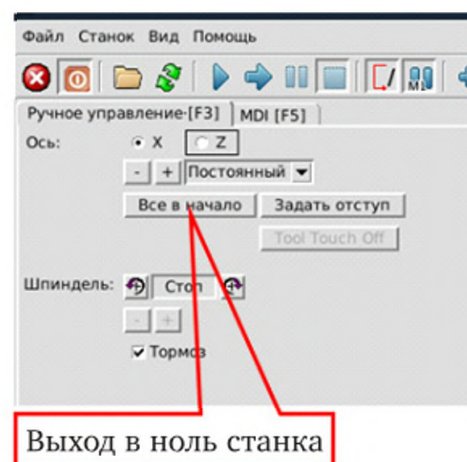 Файл Станок Вид Помощь
M1
Ручное управление-[F3] MDI [F5]
Ось: X Z
- + Постоянный
Все в начало Задать отступ
Tool Touch Off
Шпиндель: Стоп
- +
Тормоз
Выход в ноль станка